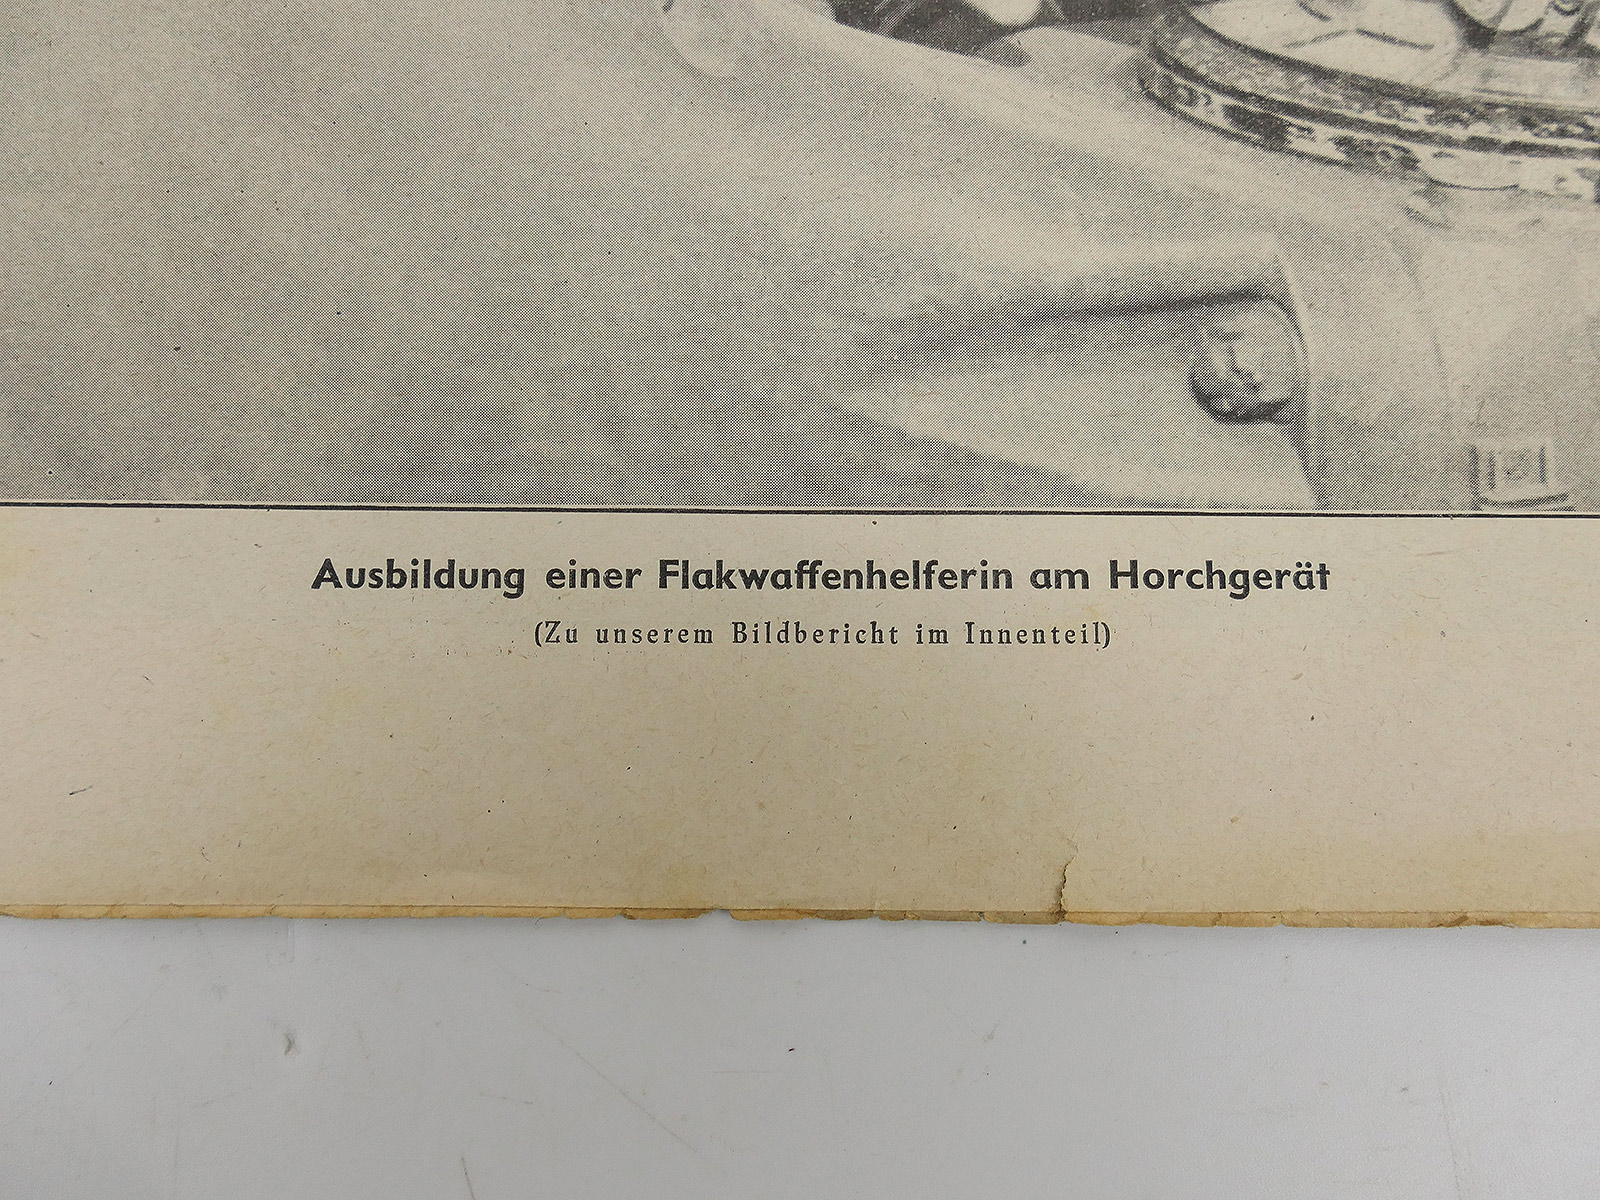 Ausbildung einer Flakwaffenhelferin am Horchgerät
(Zu unserem Bildbericht im Innenteil)